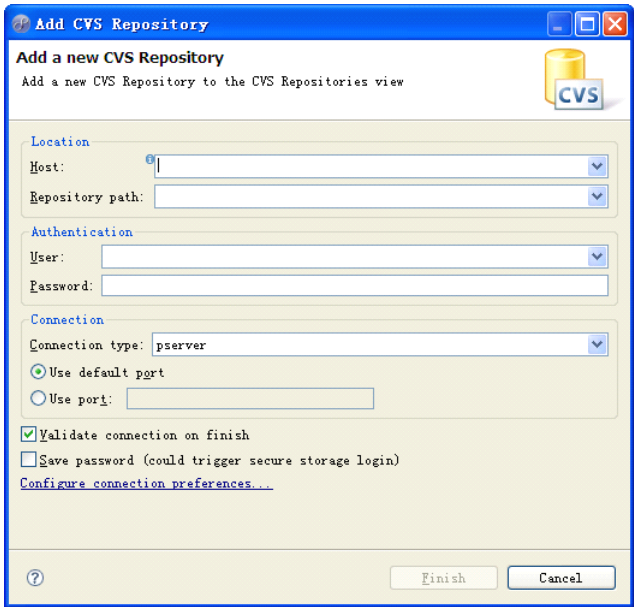 Add CVS Repository
Add a new CVS Repository
Add a new CVS Repository to the CVS Repositories view
CVS
Location
Host:
Repository path:
Authentication
User:
Password:
Connection
Connection type: pserver
Use default port
Use port:
Validate connection on finish
Save password (could trigger secure storage login)
Configure connection preferences...
? Finish Cancel